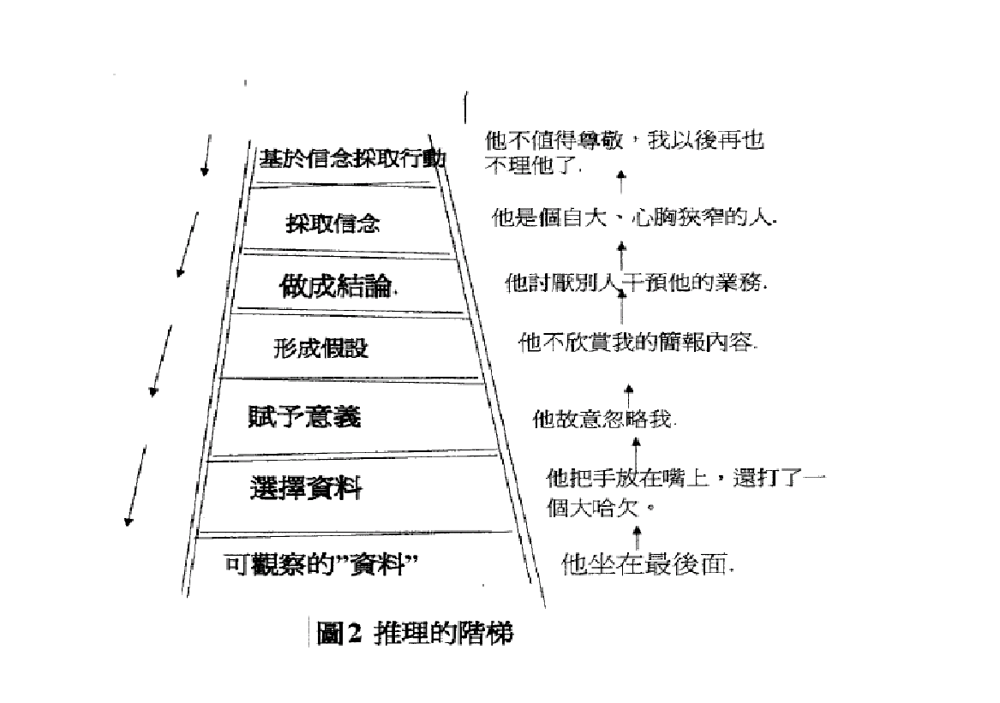 他不值得尊敬，我以後再也
不理他了.
基於信念採取行動
他是個自大、心胸狹窄的人.
採取信念
他討厭別人干預他的業務.
做成結論.
他不欣賞我的簡報內容.
形成假設
他故意忽略我.
賦予意義
他把手放在嘴上，還打了一
個大哈欠。
選擇資料
他坐在最後面.
可觀察的”資料”
圖2 推理的階梯